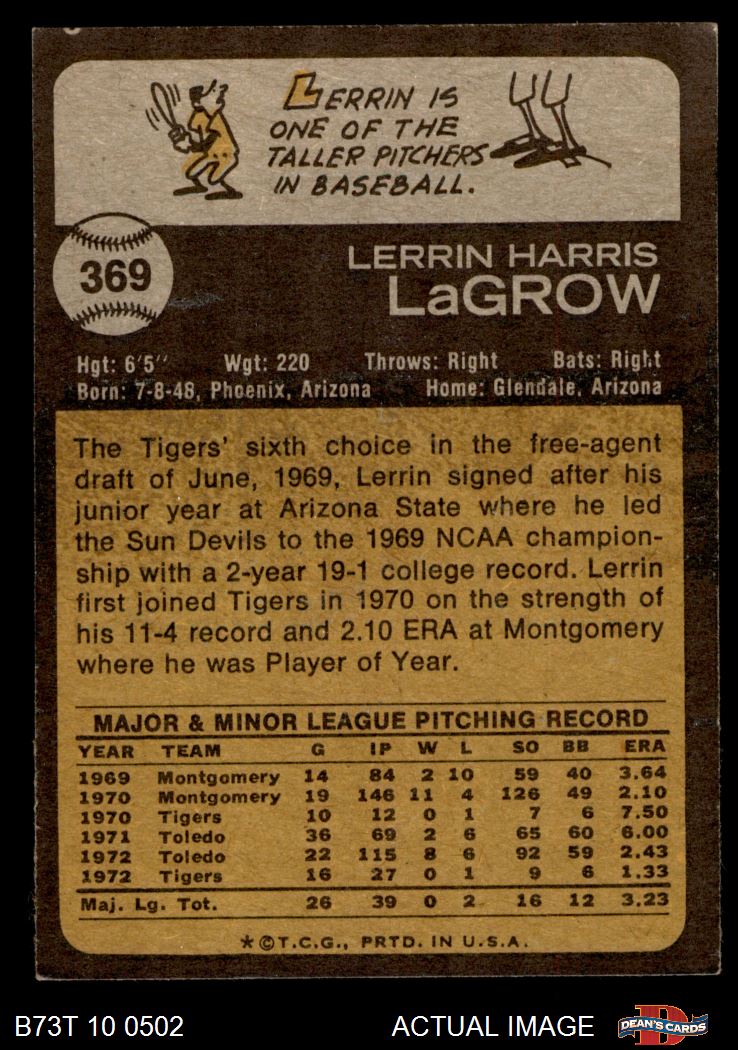 LERRIN IS
ONE OF THE
TALLER PITCHERS
IN BASEBALL.
369
LERRIN HARRIS
LaGROW
Hgt: 6'5" Wgt: 220 Throws: Right Bats: Right
Born: 7-8-48, Phoenix, Arizona Home: Glendale, Arizona
The Tigers' sixth choice in the free-agent
draft of June, 1969, Lerrin signed after his
junior year at Arizona State where he led
the Sun Devils to the 1969 NCAA champion-
ship with a 2-year 19-1 college record. Lerrin
first joined Tigers in 1970 on the strength of
his 11-4 record and 2.10 ERA at Montgomery
where he was Player of Year.
MAJOR & MINOR LEAGUE PITCHING RECORD
YEAR TEAM G IP W L SO BB ERA
1969 Montgomery 14 84 2 10 59 40 3.64
1970 Montgomery 19 146 11 4 126 49 2.10
1970 Tigers 10 12 0 1 7 6 7.50
1971 Toledo 36 69 2 6 65 60 6.00
1972 Toledo 22 115 8 6 92 59 2.43
1972 Tigers 16 27 0 1 9 6 1.33
Maj. Lg. Tot. 26 39 0 2 16 12 3.23
*©T.C.G., PRTD. IN U.S.A.
B73T 10 0502 ACTUAL IMAGE D DEAN'S CARDS